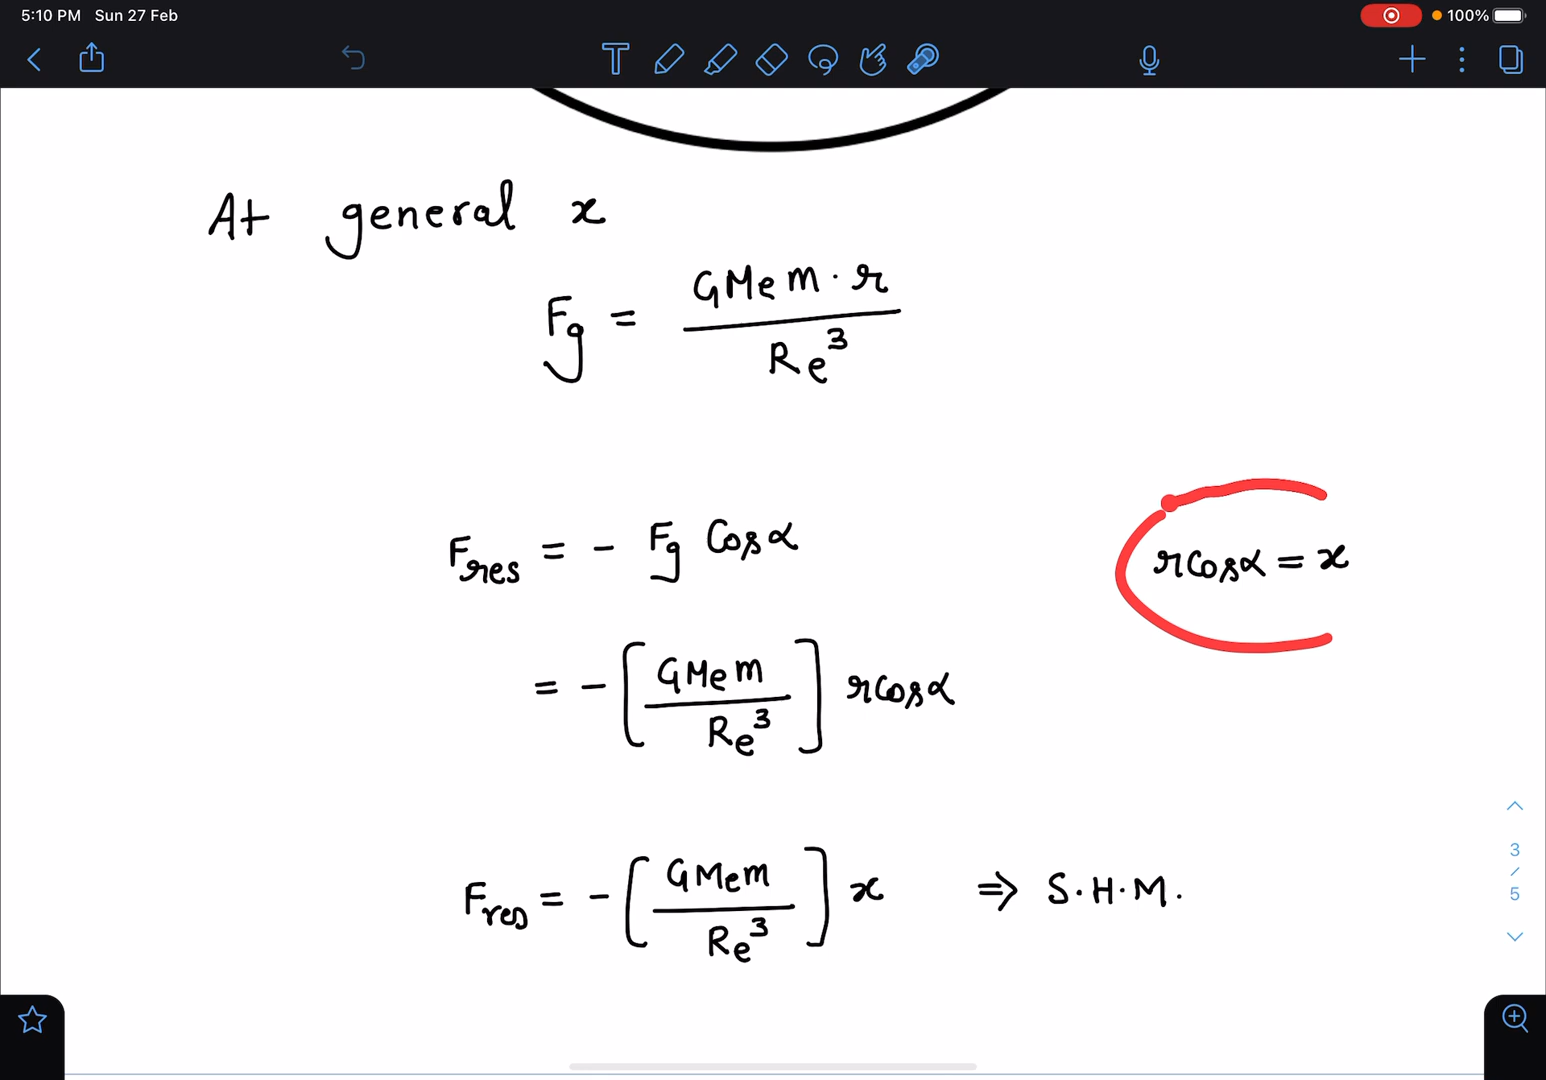 5:10 PM Sun 27 Feb
100%
At general x
Fg = GMem·r / Re³
Fres = - Fg Cosα
rCosα = x
= - [GMem / Re³] rcosα
Fres = - [GMem / Re³] x ⇒ S.H.M.
3
/
5